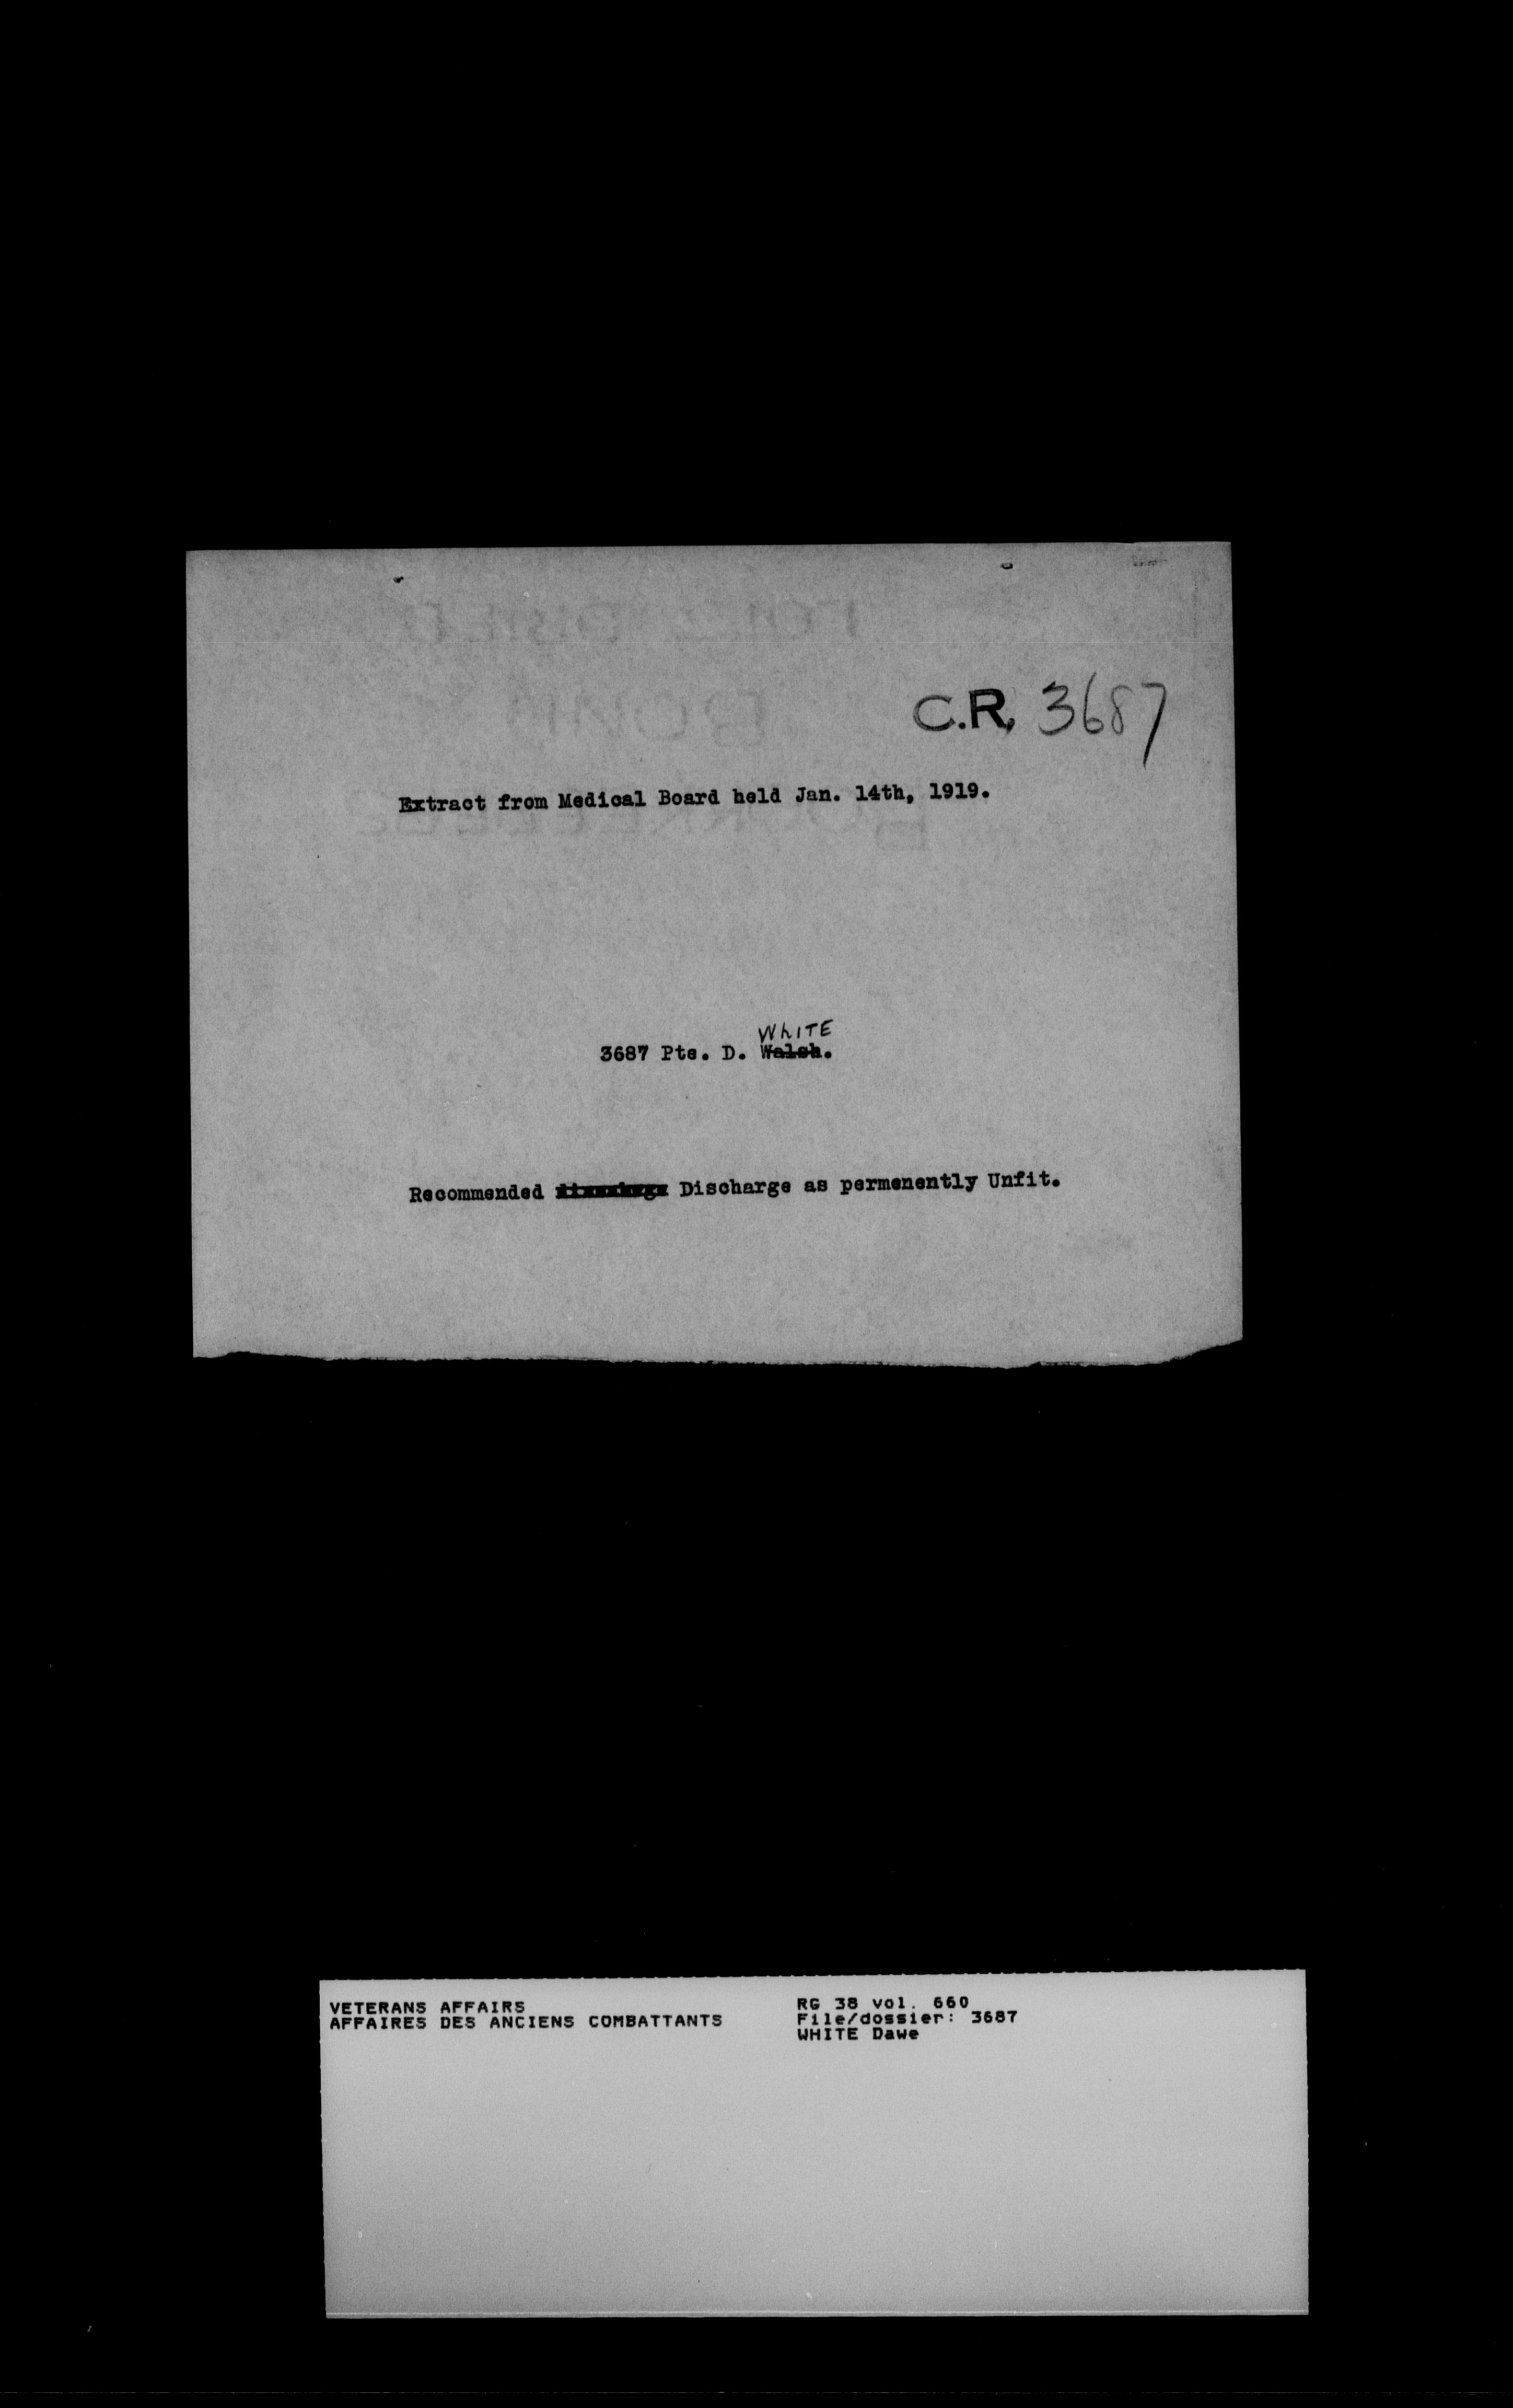 C.R. 3687
Extract from Medical Board held Jan. 14th, 1919.
WhITE
3687 Pte. D. Walsh.
Recommended Discharge as permenently Unfit.
VETERANS AFFAIRS
AFFAIRES DES ANCIENS COMBATTANTS
RG 38 vol. 660
File/dossier: 3687
WHITE Dawe